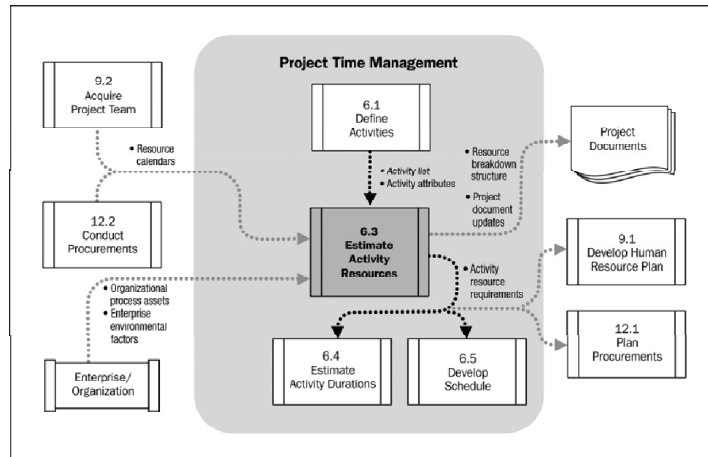 Project Time Management
9.2
Acquire
Project Team
6.1
Define
Activities
Project
Documents
• Resource
calendars
• Resource
breakdown
structure
• Project
document
updates
• Activity list
• Activity attributes
12.2
Conduct
Procurements
6.3
Estimate
Activity
Resources
9.1
Develop Human
Resource Plan
• Organizational
process assets
• Enterprise
environmental
factors
• Activity
resource
requirements
12.1
Plan
Procurements
Enterprise/
Organization
6.4
Estimate
Activity Durations
6.5
Develop
Schedule